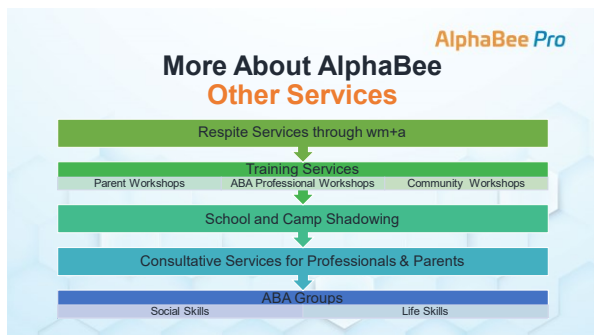 AlphaBee Pro
More About AlphaBee
Other Services
Respite Services through wm+a
Training Services
Parent Workshops ABA Professional Workshops Community Workshops
School and Camp Shadowing
Consultative Services for Professionals & Parents
ABA Groups
Social Skills Life Skills